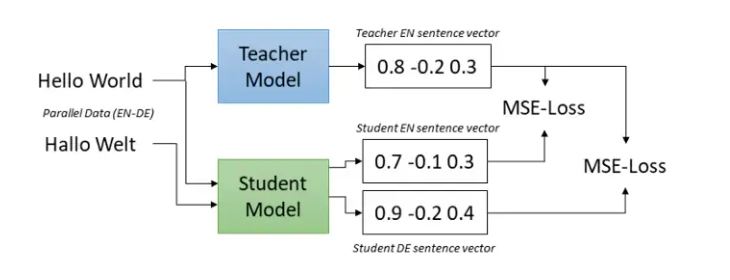 Teacher EN sentence vector
Teacher
Model
0.8 -0.2 0.3
Hello World
MSE-Loss
Parallel Data (EN-DE)
Student EN sentence vector
Hallo Welt
0.7 -0.1 0.3
MSE-Loss
Student
Model
0.9 -0.2 0.4
Student DE sentence vector